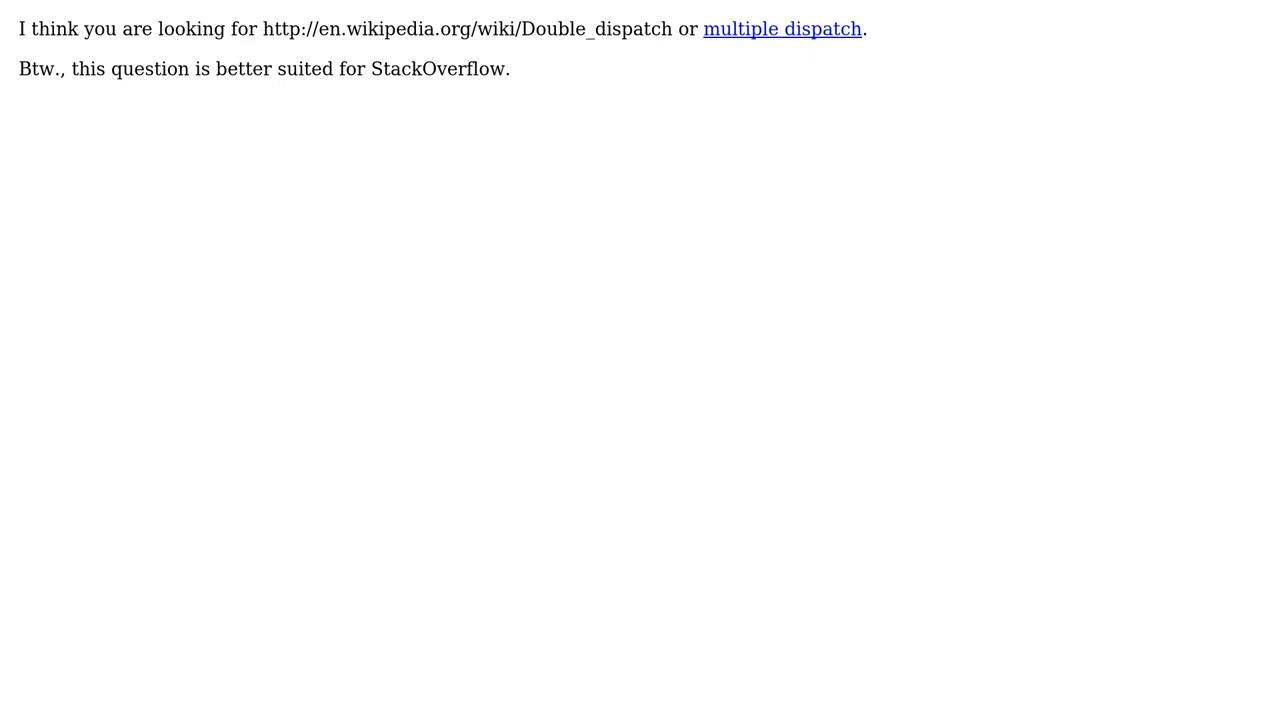 I think you are looking for http://en.wikipedia.org/wiki/Double_dispatch or multiple dispatch.
Btw., this question is better suited for StackOverflow.